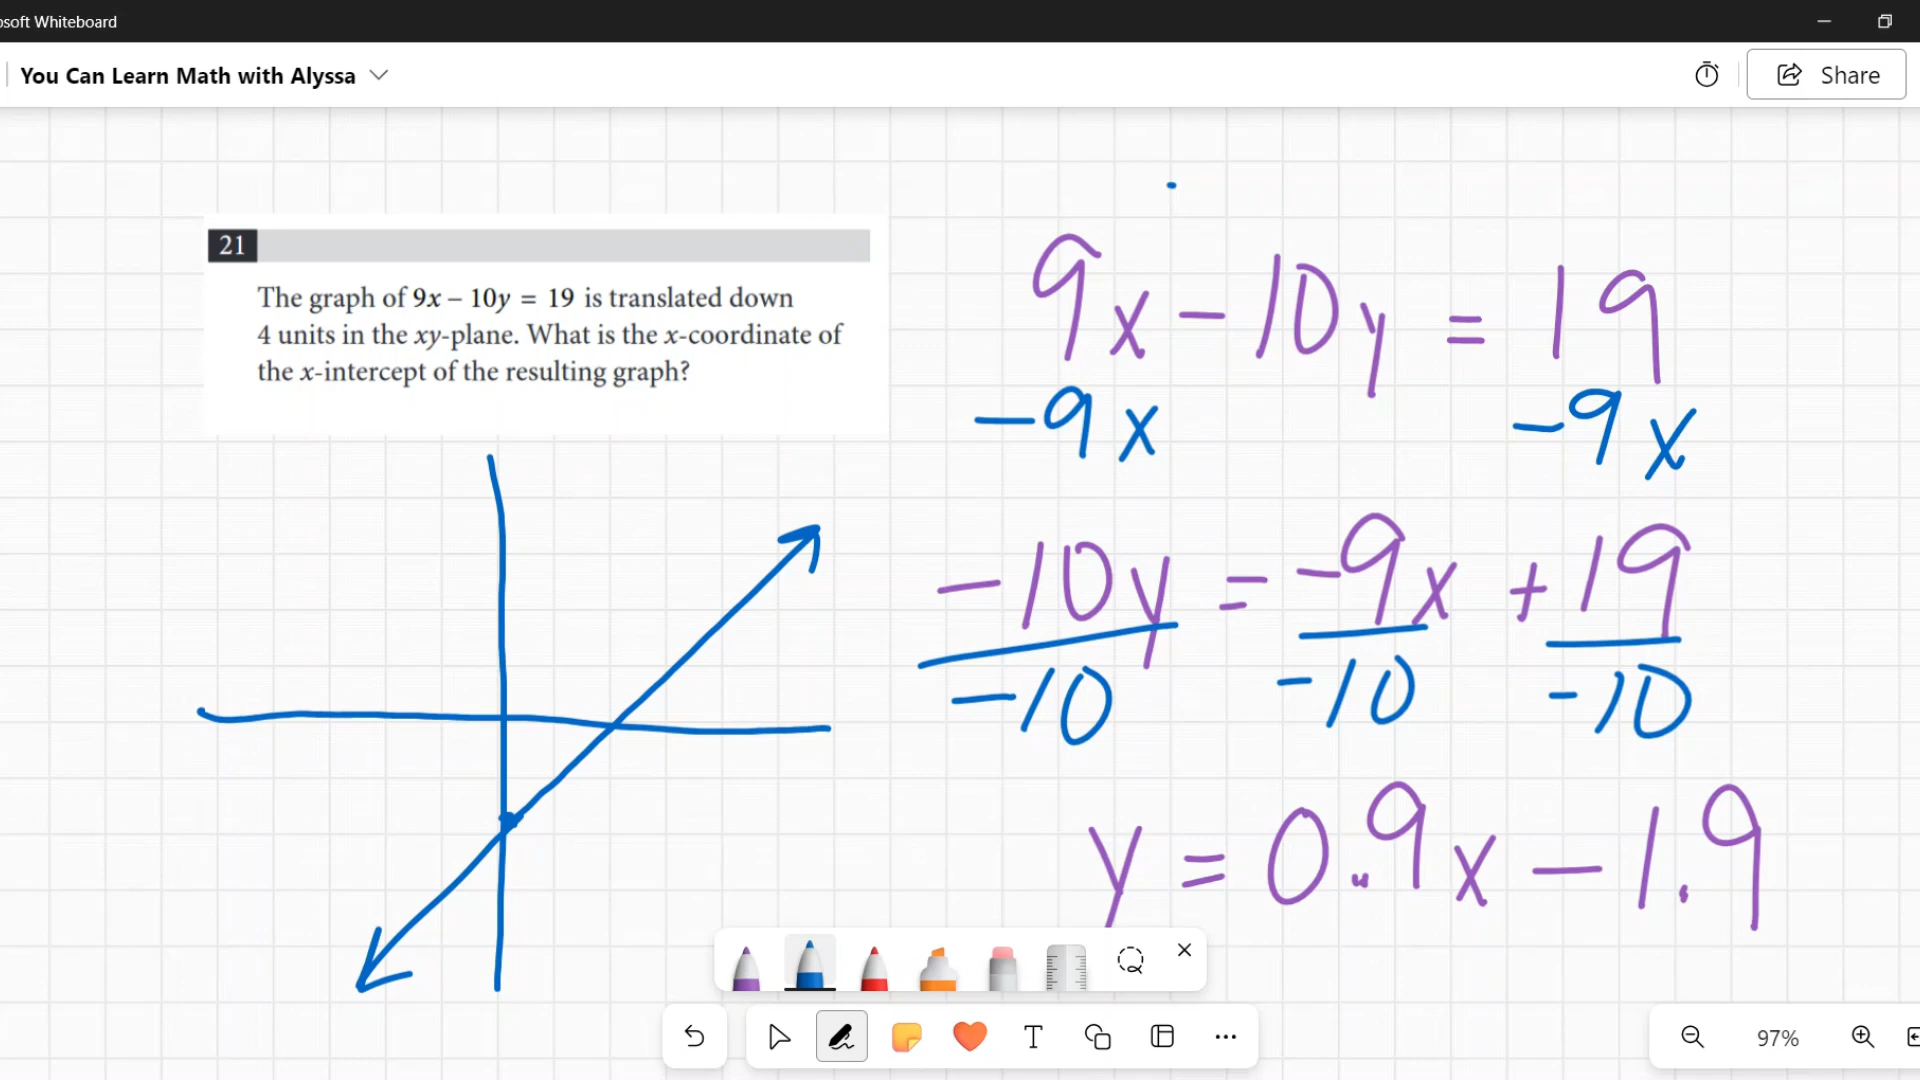 osoft Whiteboard
You Can Learn Math with Alyssa
Share
21
The graph of 9x – 10y = 19 is translated down
4 units in the xy-plane. What is the x-coordinate of
the x-intercept of the resulting graph?
9x – 10y = 19
–9x –9x
–10y = –9x + 19
–10 –10 –10
y = 0.9x – 1.9
97%